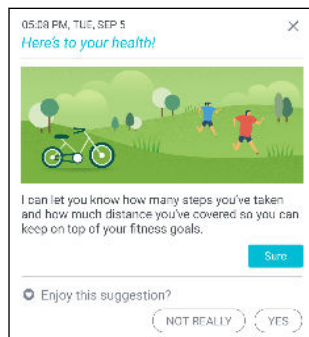 05:08 PM, TUE, SEP 5
Here's to your health!
I can let you know how many steps you've taken
and how much distance you've covered so you can
keep on top of your fitness goals.
Sure
Enjoy this suggestion?
NOT REALLY
YES